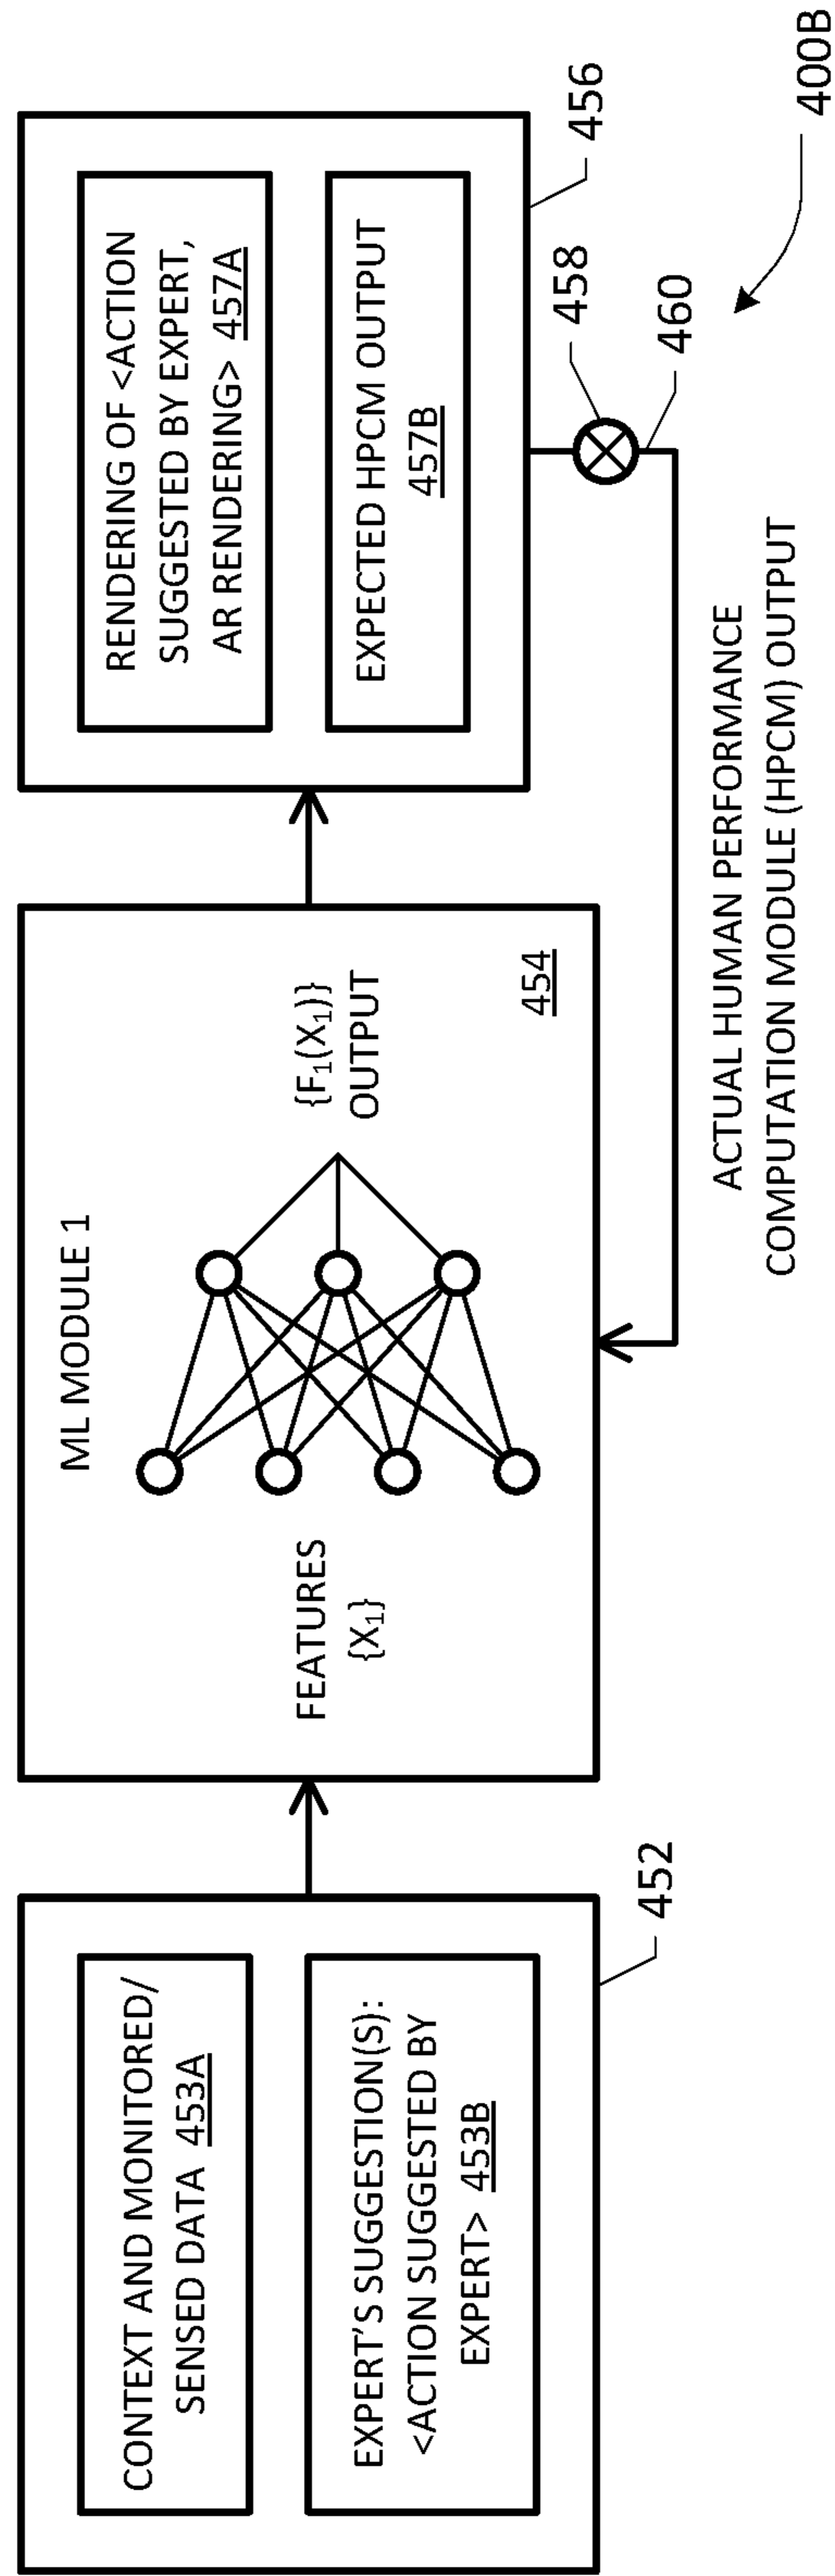 CONTEXT AND MONITORED/
SENSED DATA 453A
EXPERT’S SUGGESTION(S):
<ACTION SUGGESTED BY
EXPERT> 453B
452
ML MODULE 1
FEATURES
{X₁}
{F₁(X₁)}
OUTPUT
454
RENDERING OF <ACTION
SUGGESTED BY EXPERT,
AR RENDERING> 457A
EXPECTED HPCM OUTPUT
457B
456
458
460
ACTUAL HUMAN PERFORMANCE
COMPUTATION MODULE (HPCM) OUTPUT
400B